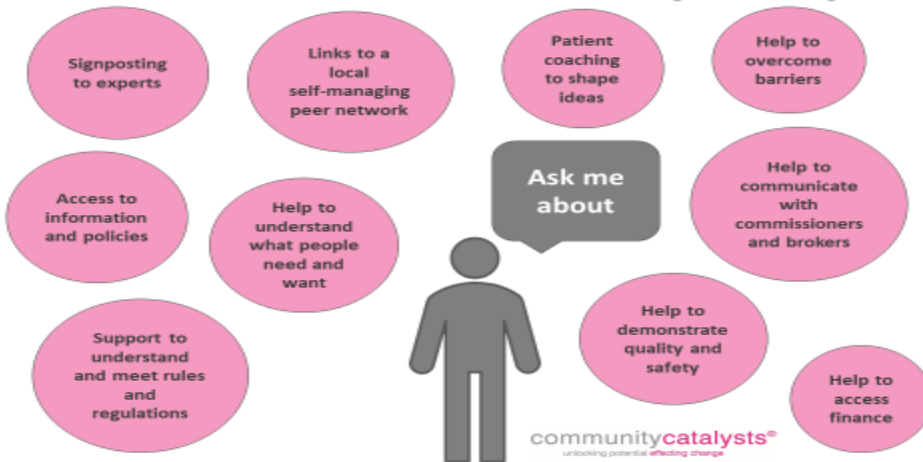 Signposting
to experts
Links to a
local
self-managing
peer network
Patient
coaching
to shape
ideas
Help to
overcome
barriers
Ask me
about
Access to
information
and policies
Help to
understand
what people
need and
want
Help to
communicate
with
commissioners
and brokers
Support to
understand
and meet rules
and
regulations
Help to
demonstrate
quality and
safety
Help to
access
finance
communitycatalysts®
unlocking potential effecting change